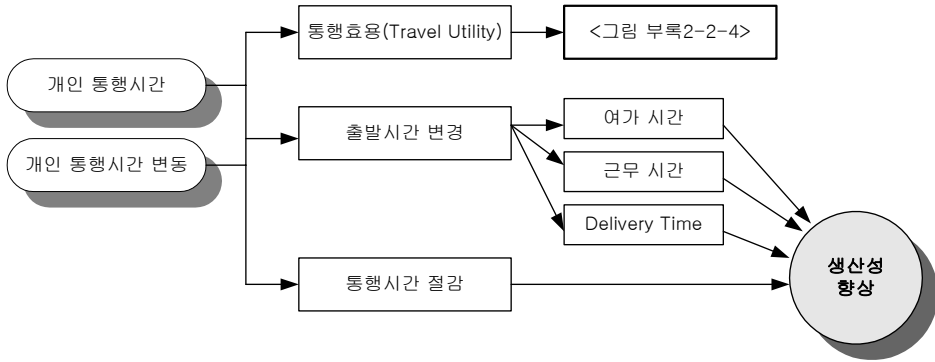 통행효용(Travel Utility)
<그림 부록2-2-4>
개인 통행시간
여가 시간
출발시간 변경
개인 통행시간 변동
근무 시간
Delivery Time
생산성
향상
통행시간 절감